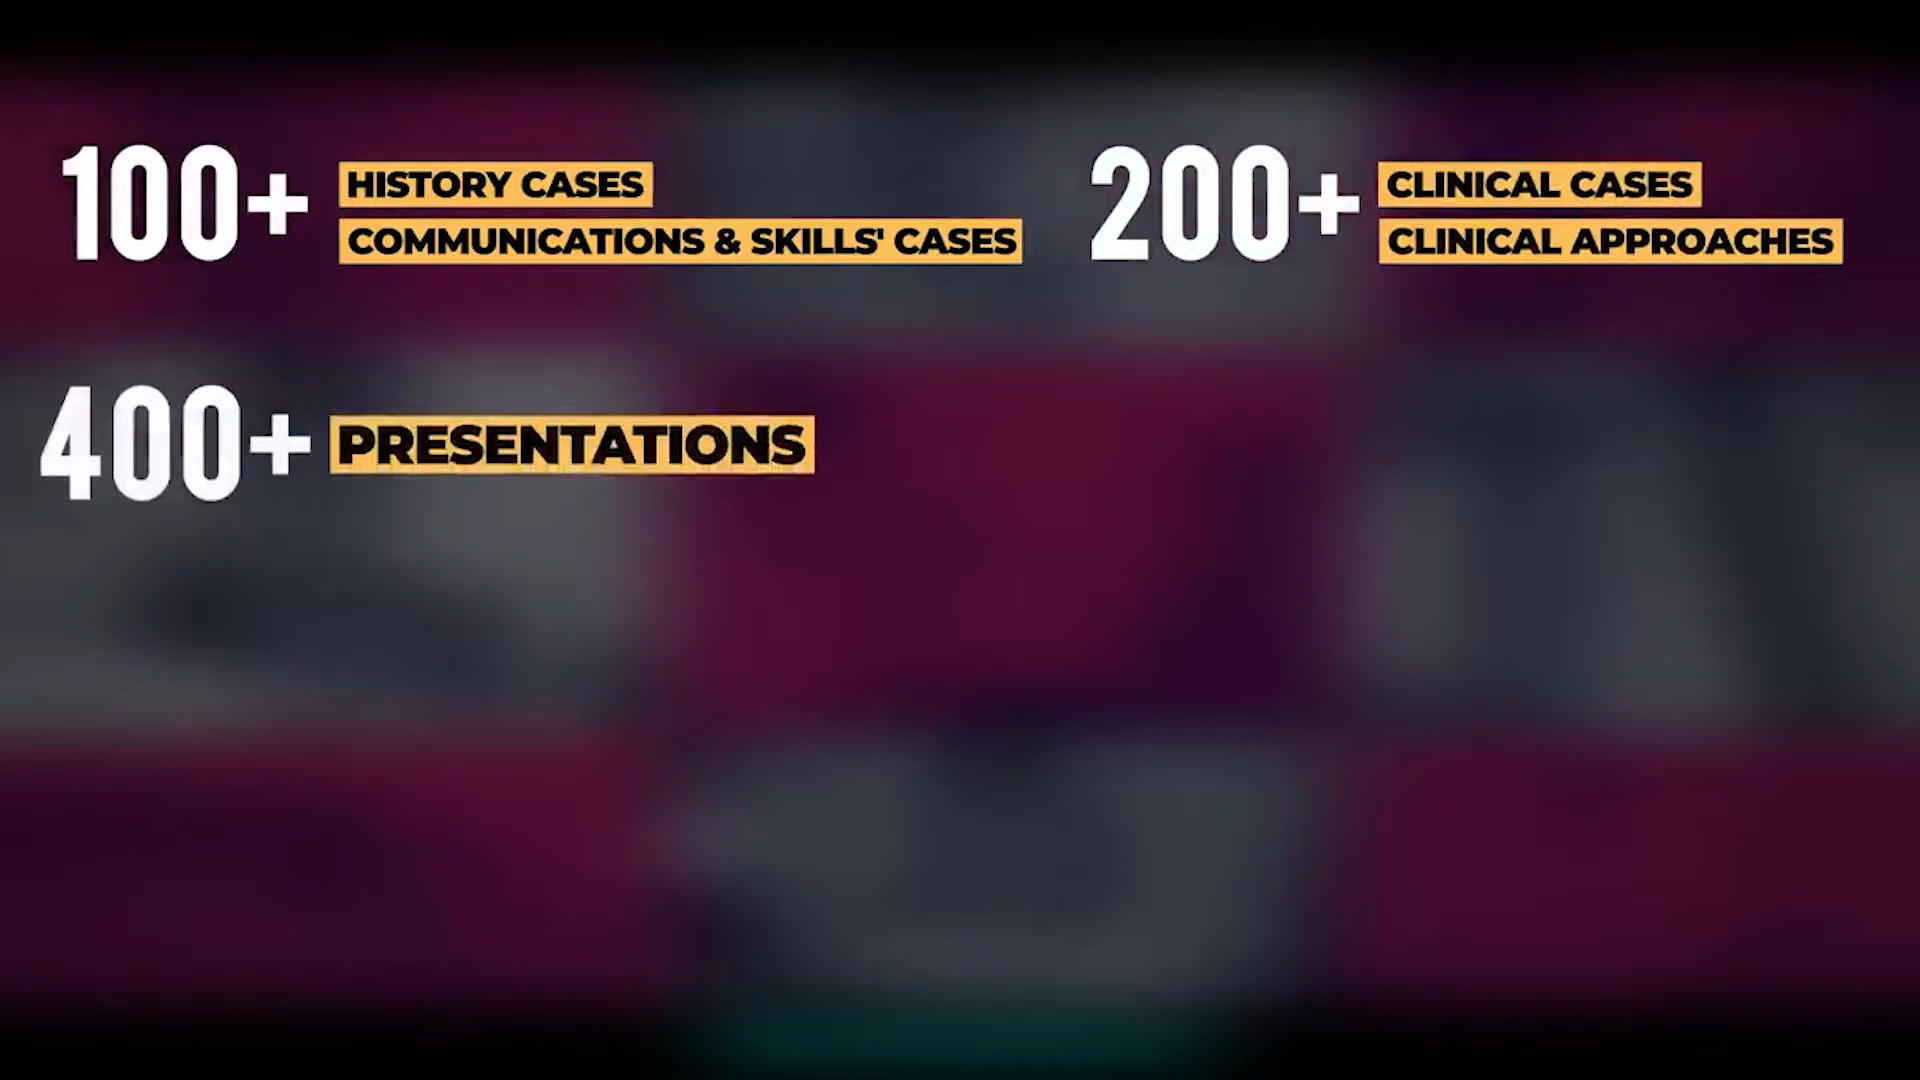 100+ HISTORY CASES
COMMUNICATIONS & SKILLS' CASES
200+ CLINICAL CASES
CLINICAL APPROACHES
400+ PRESENTATIONS